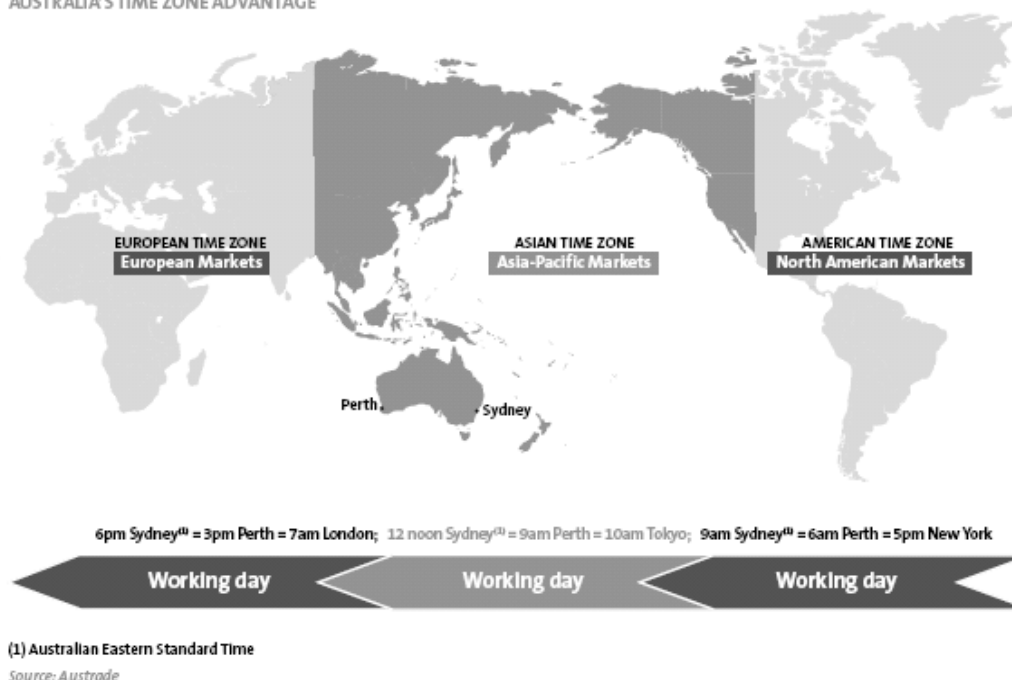 AUSTRALIA'S TIME ZONE ADVANTAGE
EUROPEAN TIME ZONE
European Markets
ASIAN TIME ZONE
Asia-Pacific Markets
AMERICAN TIME ZONE
North American Markets
Perth
Sydney
6pm Sydney⁽¹⁾ = 3pm Perth = 7am London; 12 noon Sydney⁽¹⁾ = 9am Perth = 10am Tokyo; 9am Sydney⁽¹⁾ = 6am Perth = 5pm New York
Working day Working day Working day
(1) Australian Eastern Standard Time
Source: Austrade